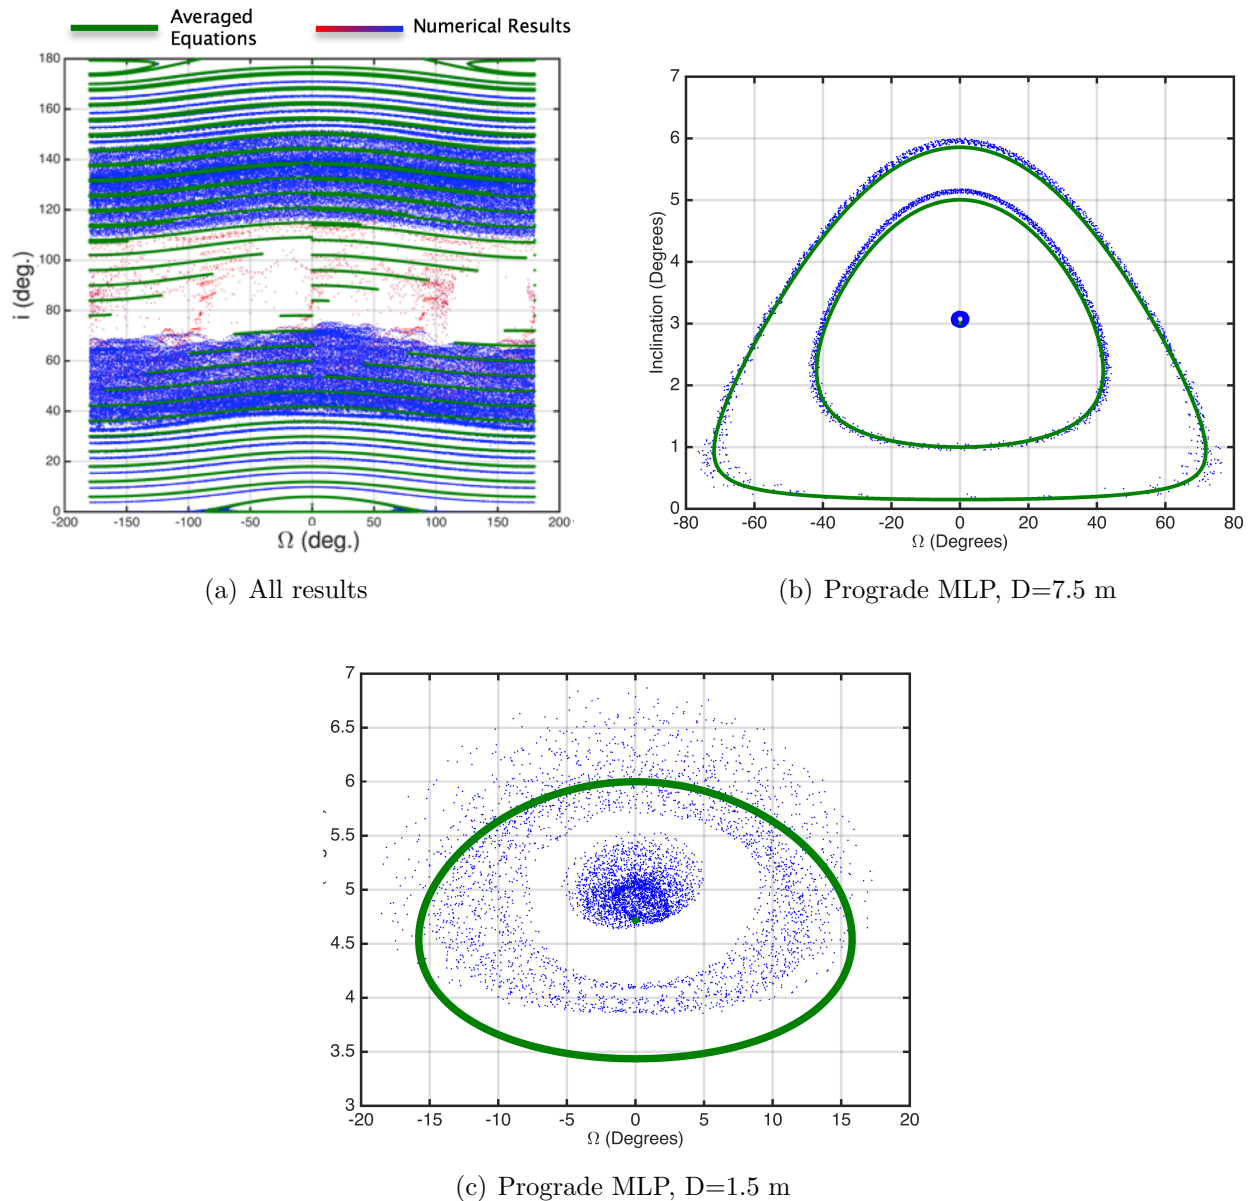 Averaged
Equations
Numerical Results
180
160
140
120
100
80
60
40
20
0
i (deg.)
-200 -150 -100 -50 0 50 100 150 200
Ω (deg.)
(a) All results
7
6
5
4
3
2
1
0
Inclination (Degrees)
-80 -60 -40 -20 0 20 40 60 80
Ω (Degrees)
(b) Prograde MLP, D=7.5 m
7
6.5
6
5.5
5
4.5
4
3.5
3
-20 -15 -10 -5 0 5 10 15 20
Ω (Degrees)
(c) Prograde MLP, D=1.5 m